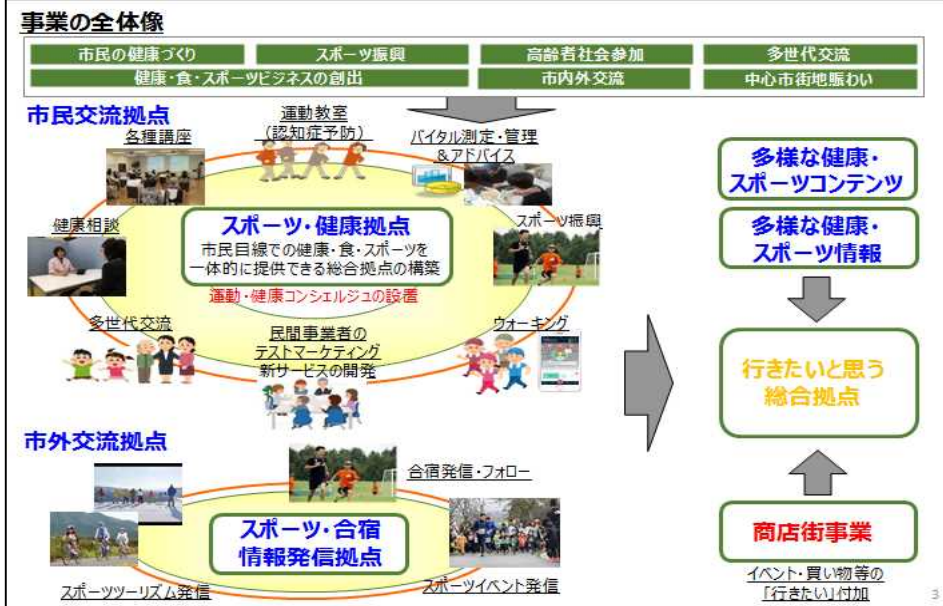 事業の全体像
市民の健康づくり
スポーツ振興
高齢者社会参加
多世代交流
健康・食・スポーツビジネスの創出
市内外交流
中心市街地賑わい
市民交流拠点
各種講座
運動教室
(認知症予防)
バイタル測定・管理
&アドバイス
健康相談
スポーツ・健康拠点
市民目線での健康・食・スポーツを
一体的に提供できる総合拠点の構築
運動・健康コンシェルジュの設置
スポーツ振興
多世代交流
民間事業者の
テストマーケティング
新サービスの開発
ウォーキング
市外交流拠点
合宿発信・フォロー
スポーツ・合宿
情報発信拠点
スポーツツーリズム発信
スポーツイベント発信
多様な健康・
スポーツコンテンツ
多様な健康・
スポーツ情報
行きたいと思う
総合拠点
商店街事業
イベント・買い物等の
「行きたい」付加
3